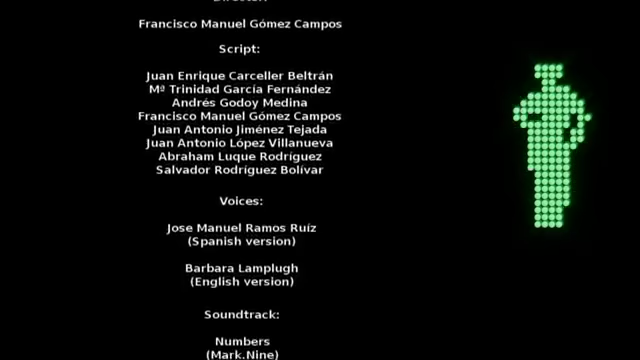 Director:
Francisco Manuel Gómez Campos
Script:
Juan Enrique Carceller Beltrán
Mª Trinidad García Fernández
Andrés Godoy Medina
Francisco Manuel Gómez Campos
Juan Antonio Jiménez Tejada
Juan Antonio López Villanueva
Abraham Luque Rodríguez
Salvador Rodríguez Bolívar
Voices:
Jose Manuel Ramos Ruíz
(Spanish version)
Barbara Lamplugh
(English version)
Soundtrack:
Numbers
(Mark.Nine)